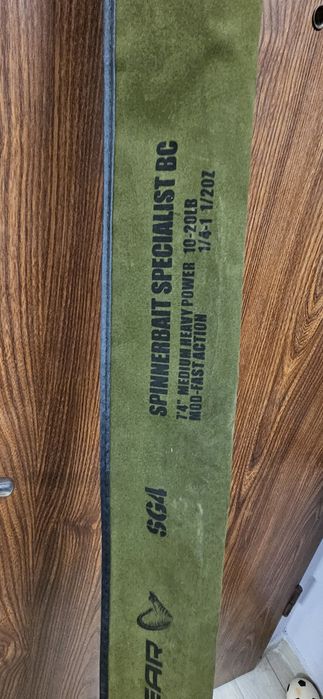 SPINNERBAIT SPECIALIST BC
7'4" MEDIUM HEAVY POWER 10-20LB
MOD-FAST ACTION 1/4-1 1/2OZ
SG4
EAR